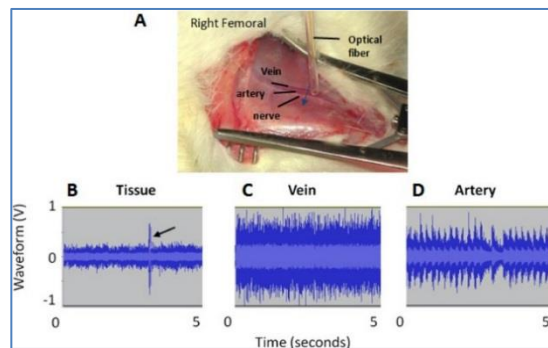 A
Right Femoral
Optical
fiber
Vein
artery
nerve
B Tissue
C Vein
D Artery
Waveform (V)
1
0
-1
0 5
0 5
0 5
Time (seconds)